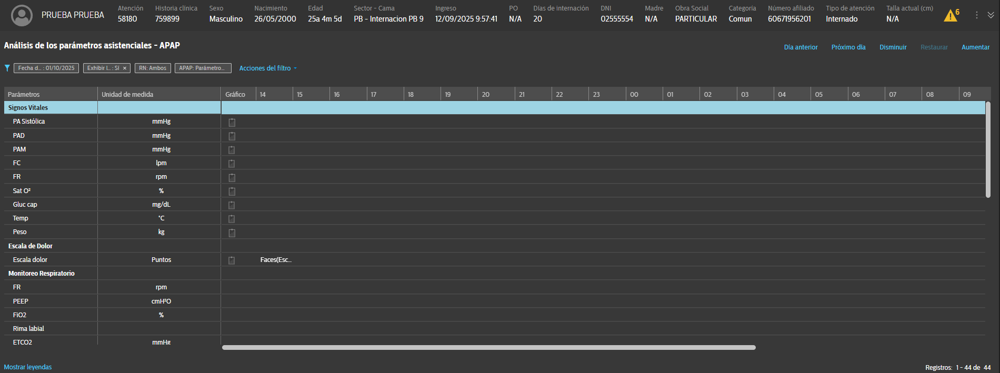 PRUEBA PRUEBA
Atención Historia clínica Sexo Nacimiento Edad Sector - Cama Ingreso PO Días de internación DNI Madre Obra Social Categoría Número afiliado Tipo de atención Talla actual (cm)
58180 759899 Masculino 26/05/2000 25a 4m 5d PB - Internacion PB 9 12/09/2025 9:57:41 N/A 20 02555554 N/A PARTICULAR Comun 60671956201 Internado N/A
6
Análisis de los parámetros asistenciales - APAP
Día anterior Próximo día Disminuir Restaurar Aumentar
Fecha d... : 01/10/2025 Exhibir l... : Sí × RN: Ambos APAP: Parámetro... Acciones del filtro
Parámetros Unidad de medida Gráfico 14 15 16 17 18 19 20 21 22 23 00 01 02 03 04 05 06 07 08 09
Signos Vitales
PA Sistólica mmHg
PAD mmHg
PAM mmHg
FC lpm
FR rpm
Sat O² %
Gluc cap mg/dL
Temp °C
Peso kg
Escala de Dolor
Escala dolor Puntos Faces(Esc...
Monitoreo Respiratorio
FR rpm
PEEP cmH²O
FiO2 %
Rima labial
ETCO2 mmHg
Mostrar leyendas
Registros: 1 - 44 de 44